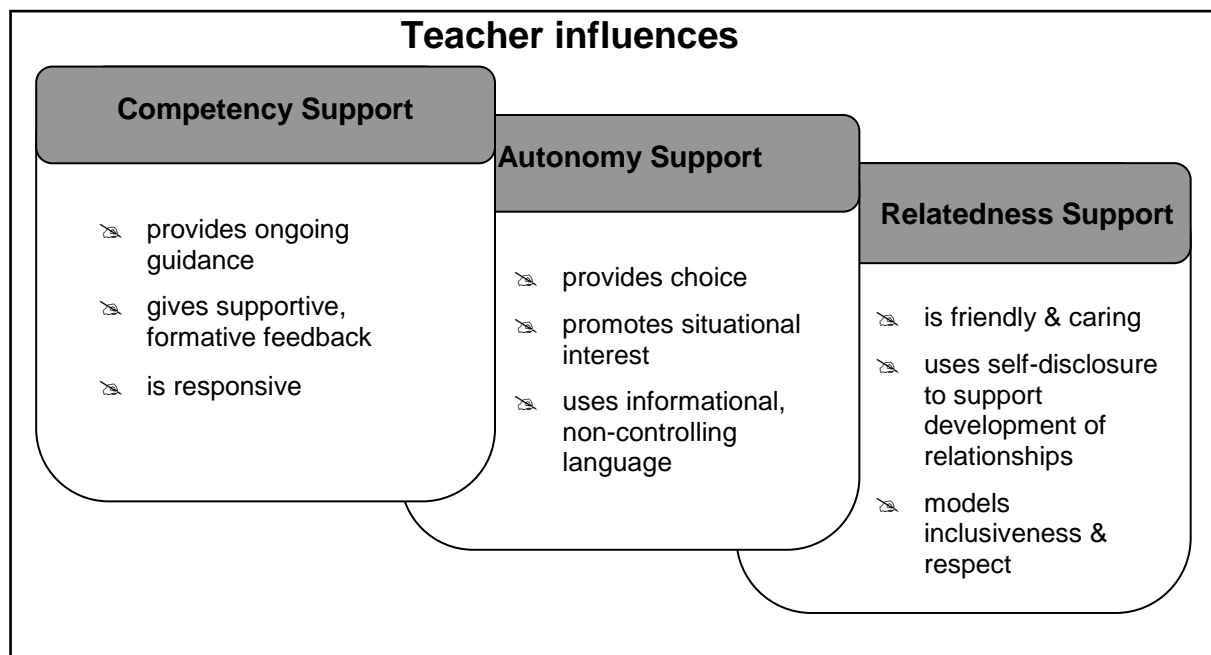 Teacher influences
Competency Support
provides ongoing
guidance
gives supportive,
formative feedback
is responsive
Autonomy Support
provides choice
promotes situational
interest
uses informational,
non-controlling
language
Relatedness Support
is friendly & caring
uses self-disclosure
to support
development of
relationships
models
inclusiveness &
respect